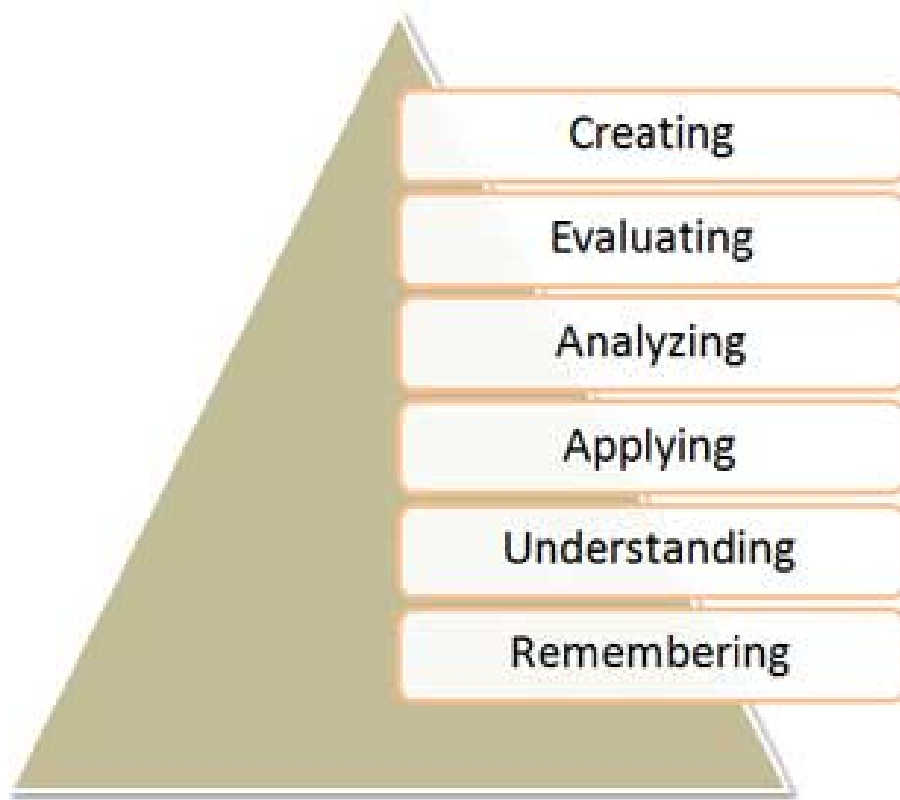 Creating
Evaluating
Analyzing
Applying
Understanding
Remembering